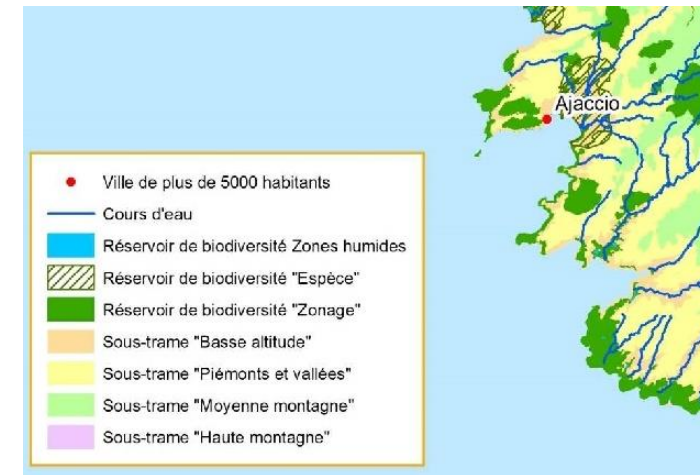 Ajaccio
Ville de plus de 5000 habitants
Cours d'eau
Réservoir de biodiversité Zones humides
Réservoir de biodiversité "Espèce"
Réservoir de biodiversité "Zonage"
Sous-trame "Basse altitude"
Sous-trame "Piémonts et vallées"
Sous-trame "Moyenne montagne"
Sous-trame "Haute montagne"